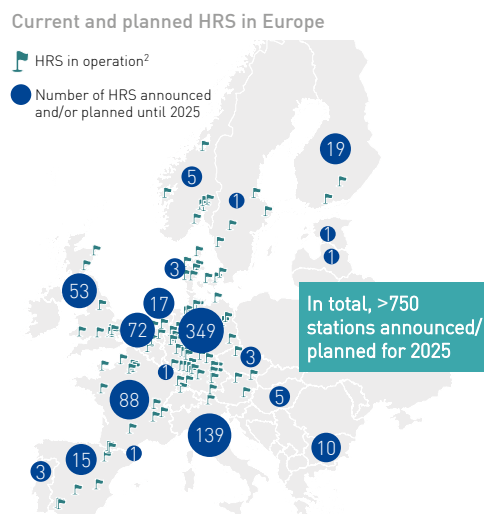 Current and planned HRS in Europe
HRS in operation²
Number of HRS announced
and/or planned until 2025
19
5
1
1
1
3
53
17
In total, >750
stations announced/
planned for 2025
72
349
3
1
88
5
139
10
1
15
3